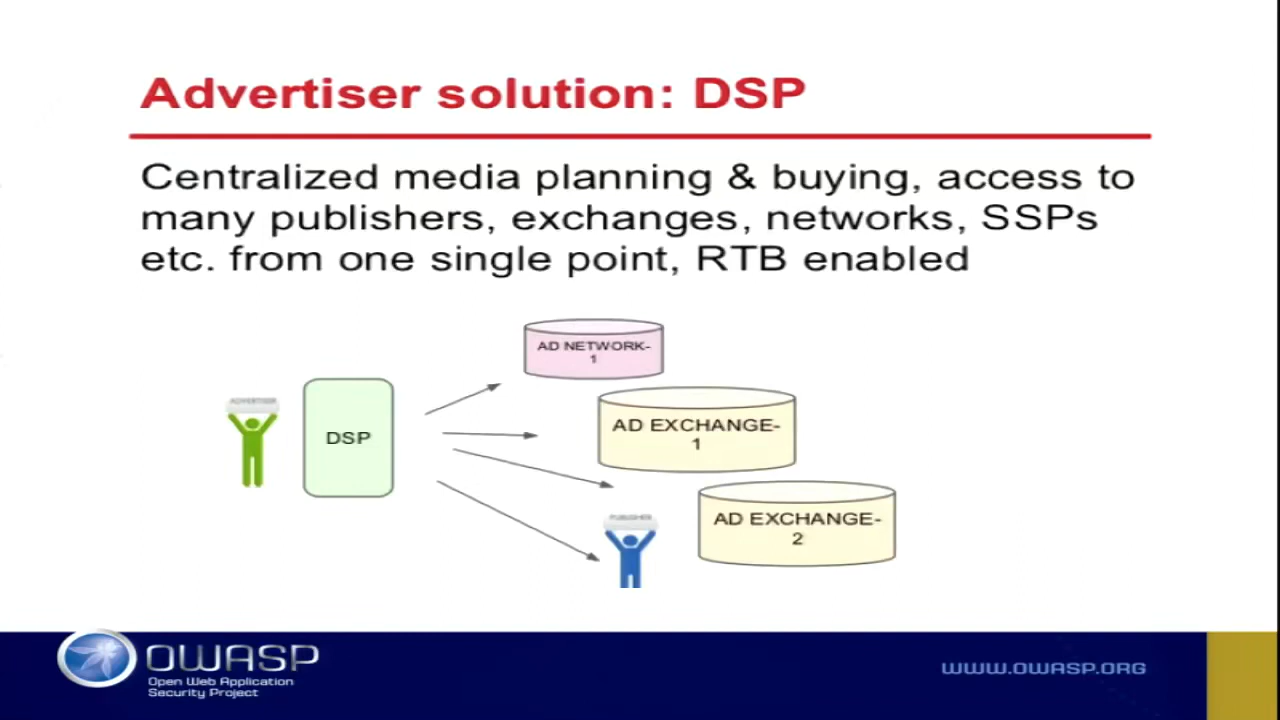 Advertiser solution: DSP
Centralized media planning & buying, access to
many publishers, exchanges, networks, SSPs
etc. from one single point, RTB enabled
AD NETWORK-
1
ADVERTISER
DSP
AD EXCHANGE-
1
AD EXCHANGE-
2
PUBLISHER
OWASP
Open Web Application
Security Project
WWW.OWASP.ORG